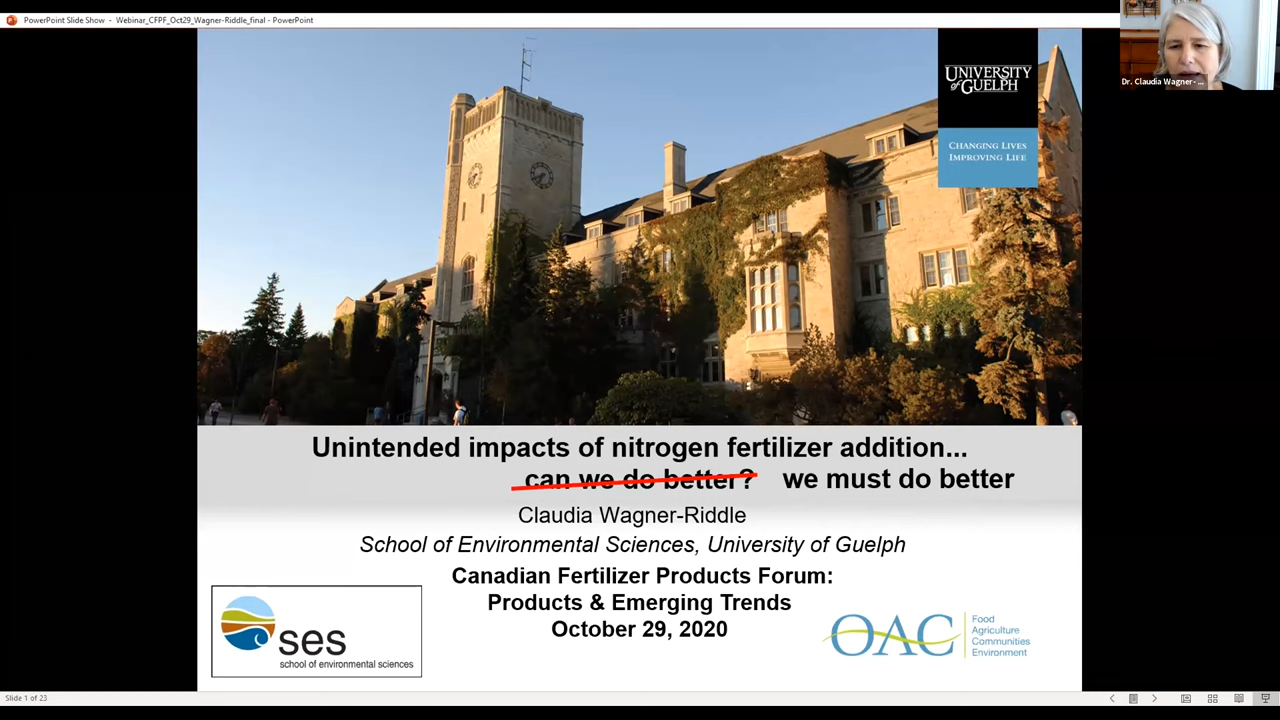 PowerPoint Slide Show - Webinar_CFPF_Oct29_Wagner-Riddle_final - PowerPoint
Dr. Claudia Wagner- ...
UNIVERSITY
of GUELPH
CHANGING LIVES
IMPROVING LIFE
Unintended impacts of nitrogen fertilizer addition...
can we do better? we must do better
Claudia Wagner-Riddle
School of Environmental Sciences, University of Guelph
Canadian Fertilizer Products Forum:
Products & Emerging Trends
October 29, 2020
ses
school of environmental sciences
OAC
Food
Agriculture
Communities
Environment
Slide 1 of 23